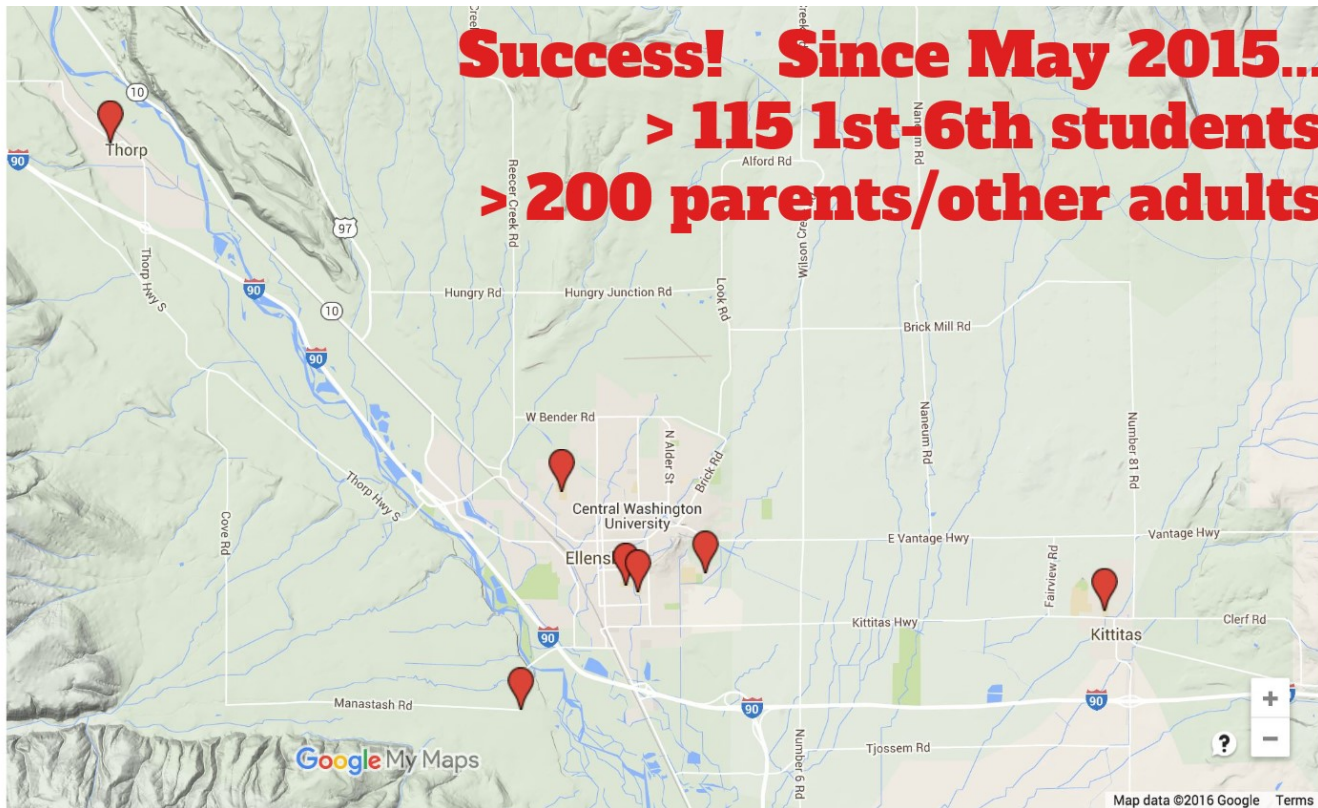 Success! Since May 2015...
> 115 1st-6th students
> 200 parents/other adults
Creek Rd
Creek Rd
10
Thorp
90
Reecer Creek Rd
Alford Rd
Naneum Rd
97
Thorp Hwy S
90
10
Hungry Rd
Hungry Junction Rd
Look Rd
Brick Mill Rd
90
W Bender Rd
N Alder St
Brick Rd
Naneum Rd
Number 81 Rd
Thorp Hwy S
Cove Rd
Central Washington
University
E Vantage Hwy
Vantage Hwy
Fairview Rd
Kittitas Hwy
Clerf Rd
Kittitas
90
Manastash Rd
90
90
Number 6 Rd
Tjossem Rd
Google My Maps
+
?
−
Map data ©2016 Google Terms